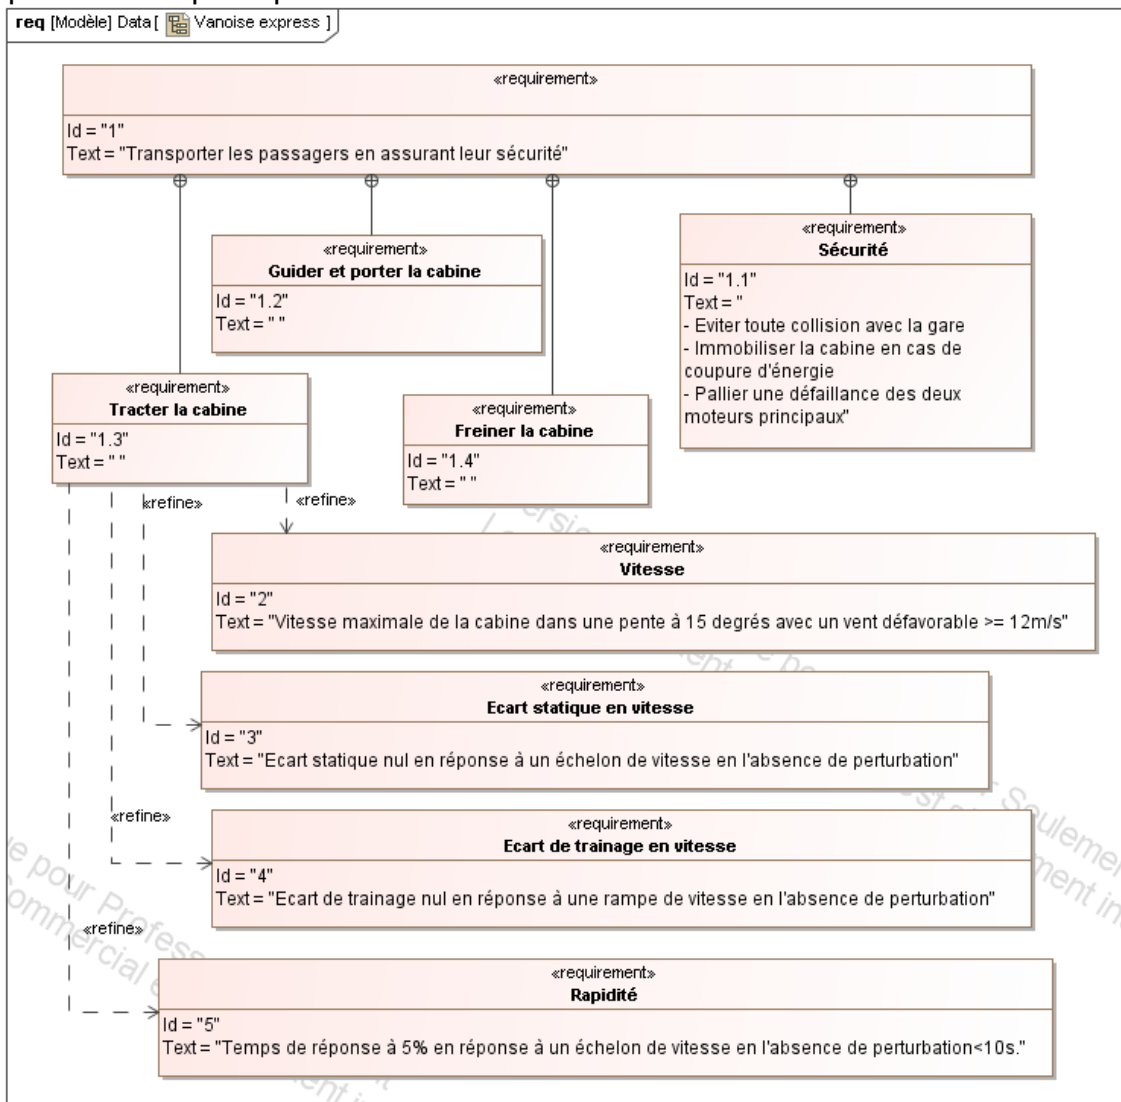 req [Modèle] Data [ Vanoise express ]
«requirement»
Id = "1"
Text = "Transporter les passagers en assurant leur sécurité"
«requirement»
Guider et porter la cabine
Id = "1.2"
Text = " "
«requirement»
Sécurité
Id = "1.1"
Text = "
- Eviter toute collision avec la gare
- Immobiliser la cabine en cas de
coupure d'énergie
- Pallier une défaillance des deux
moteurs principaux"
«requirement»
Tracter la cabine
Id = "1.3"
Text = " "
«requirement»
Freiner la cabine
Id = "1.4"
Text = " "
«refine»
«refine»
«requirement»
Vitesse
Id = "2"
Text = "Vitesse maximale de la cabine dans une pente à 15 degrés avec un vent défavorable >= 12m/s"
«requirement»
Ecart statique en vitesse
Id = "3"
Text = "Ecart statique nul en réponse à un échelon de vitesse en l'absence de perturbation"
«refine»
«requirement»
Ecart de trainage en vitesse
Id = "4"
Text = "Ecart de trainage nul en réponse à une rampe de vitesse en l'absence de perturbation"
«refine»
«requirement»
Rapidité
Id = "5"
Text = "Temps de réponse à 5% en réponse à un échelon de vitesse en l'absence de perturbation<10s."